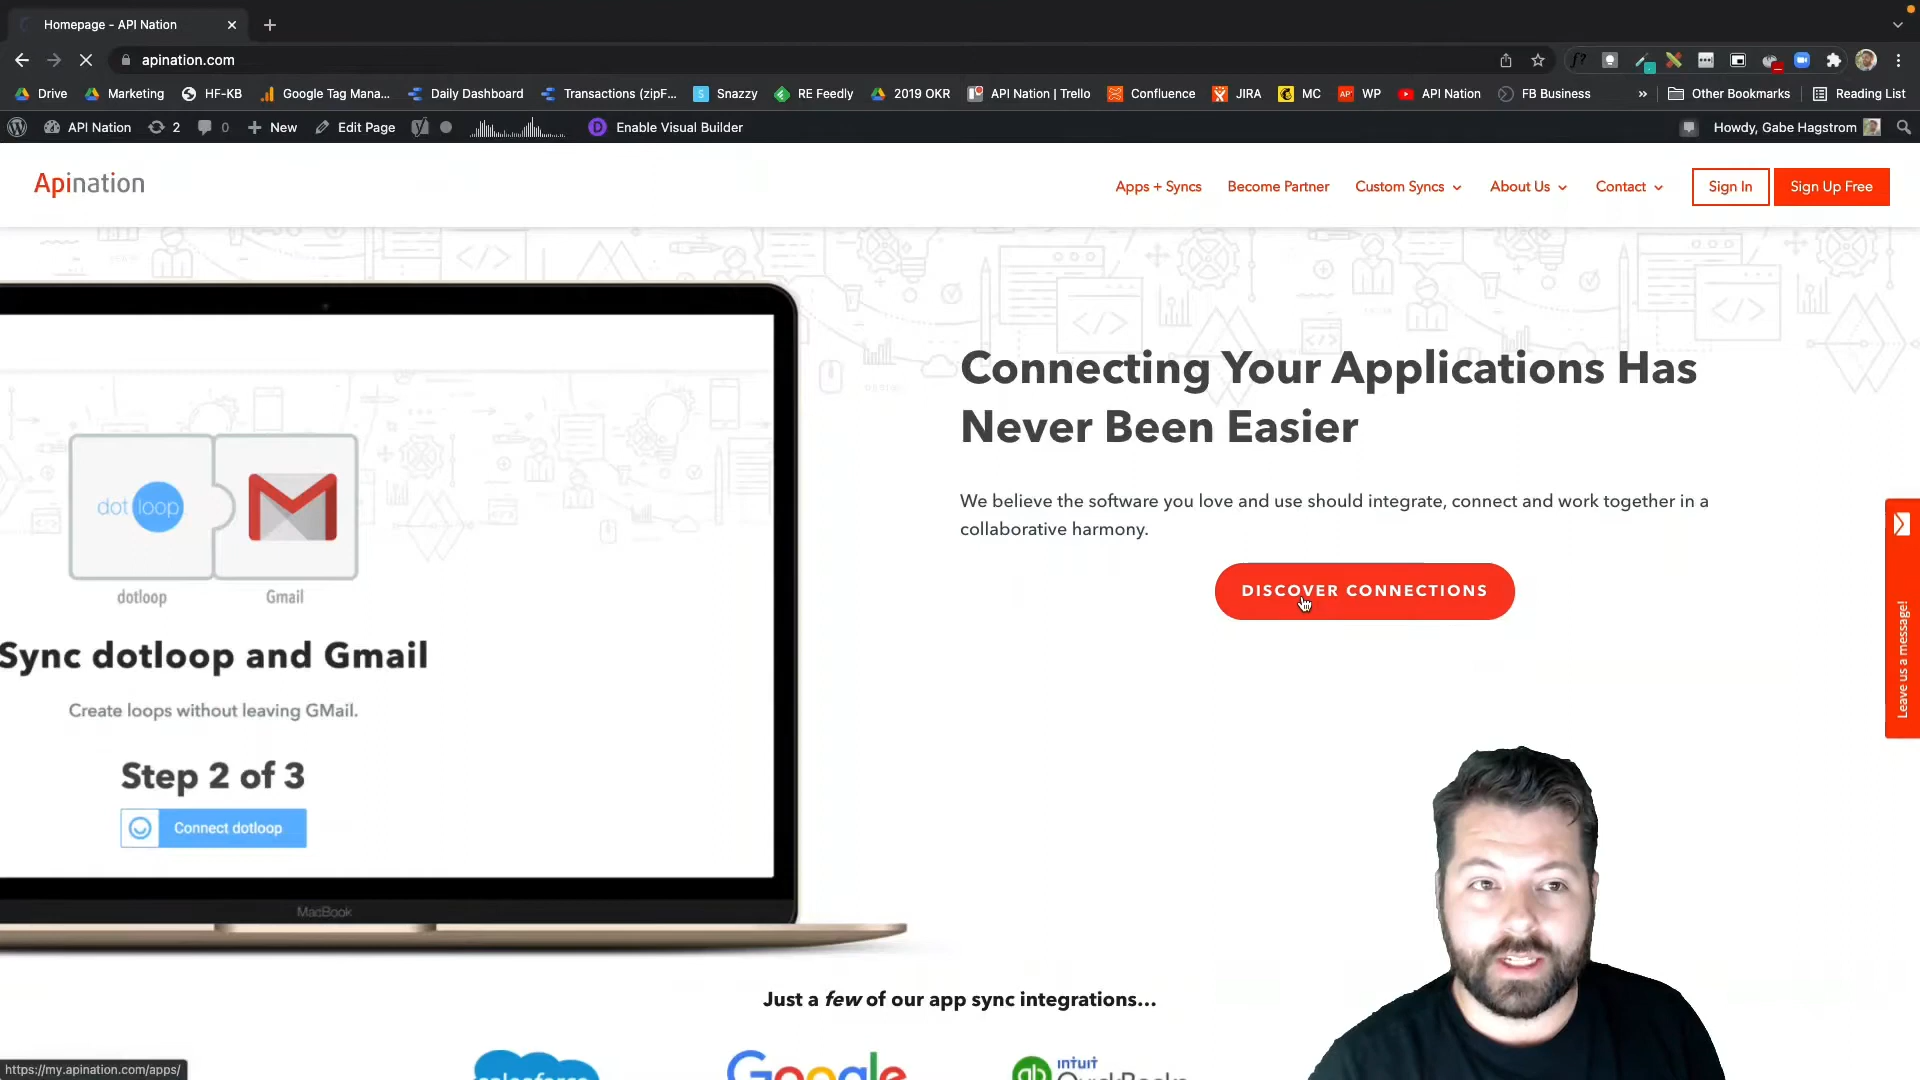 Homepage - API Nation
apination.com
Drive Marketing HF-KB Google Tag Mana... Daily Dashboard Transactions (zipF... Snazzy RE Feedly 2019 OKR API Nation | Trello Confluence JIRA MC WP API Nation FB Business » Other Bookmarks Reading List
API Nation 2 0 New Edit Page Enable Visual Builder Howdy, Gabe Hagstrom
Apination
Apps + Syncs Become Partner Custom Syncs About Us Contact Sign In Sign Up Free
Connecting Your Applications Has
Never Been Easier
We believe the software you love and use should integrate, connect and work together in a
collaborative harmony.
DISCOVER CONNECTIONS
dot loop
dotloop Gmail
Sync dotloop and Gmail
Create loops without leaving GMail.
Step 2 of 3
Connect dotloop
MacBook
Leave us a message!
Just a few of our app sync integrations...
salesforce Google intuit
QuickBooks
https://my.apination.com/apps/